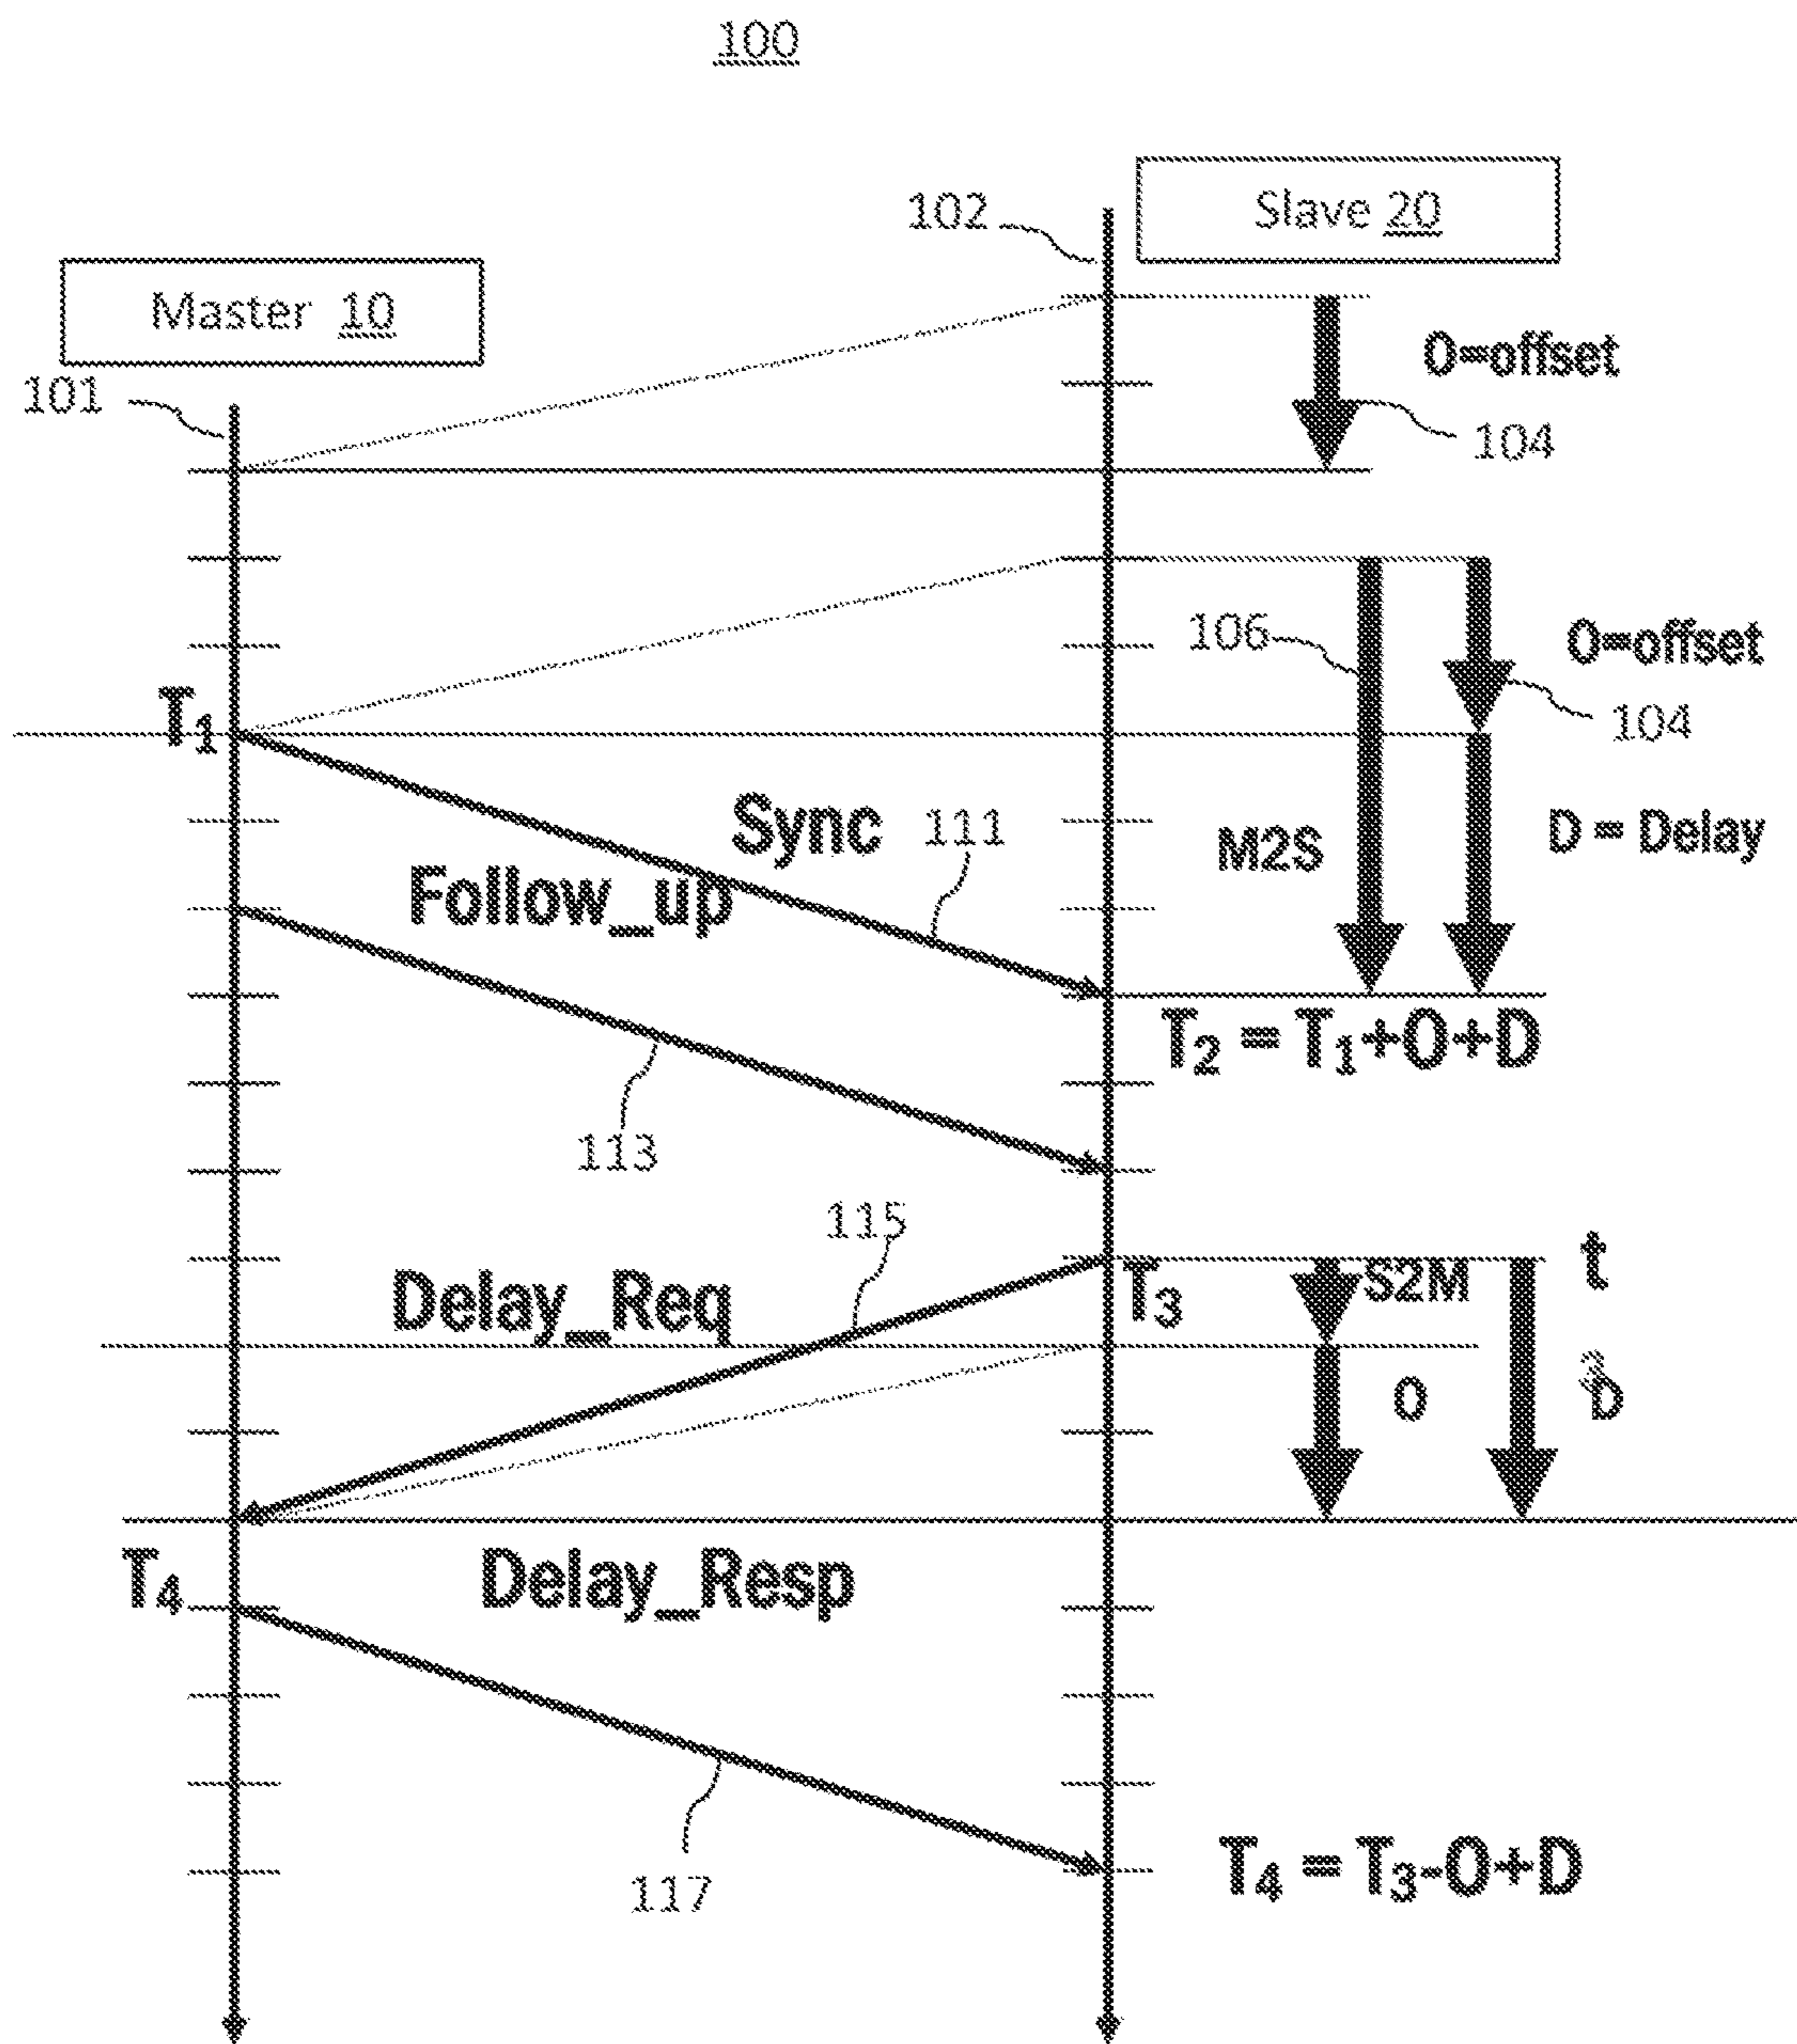 100
102
Slave 20
Master 10
101
O=offset
104
106
O=offset
104
T1
Sync
111
M2S
D = Delay
Follow_up
T2 = T1+O+D
113
115
t
Delay_Req
T3
S2M
3
O
D
T4
Delay_Resp
T4 = T3-O+D
117